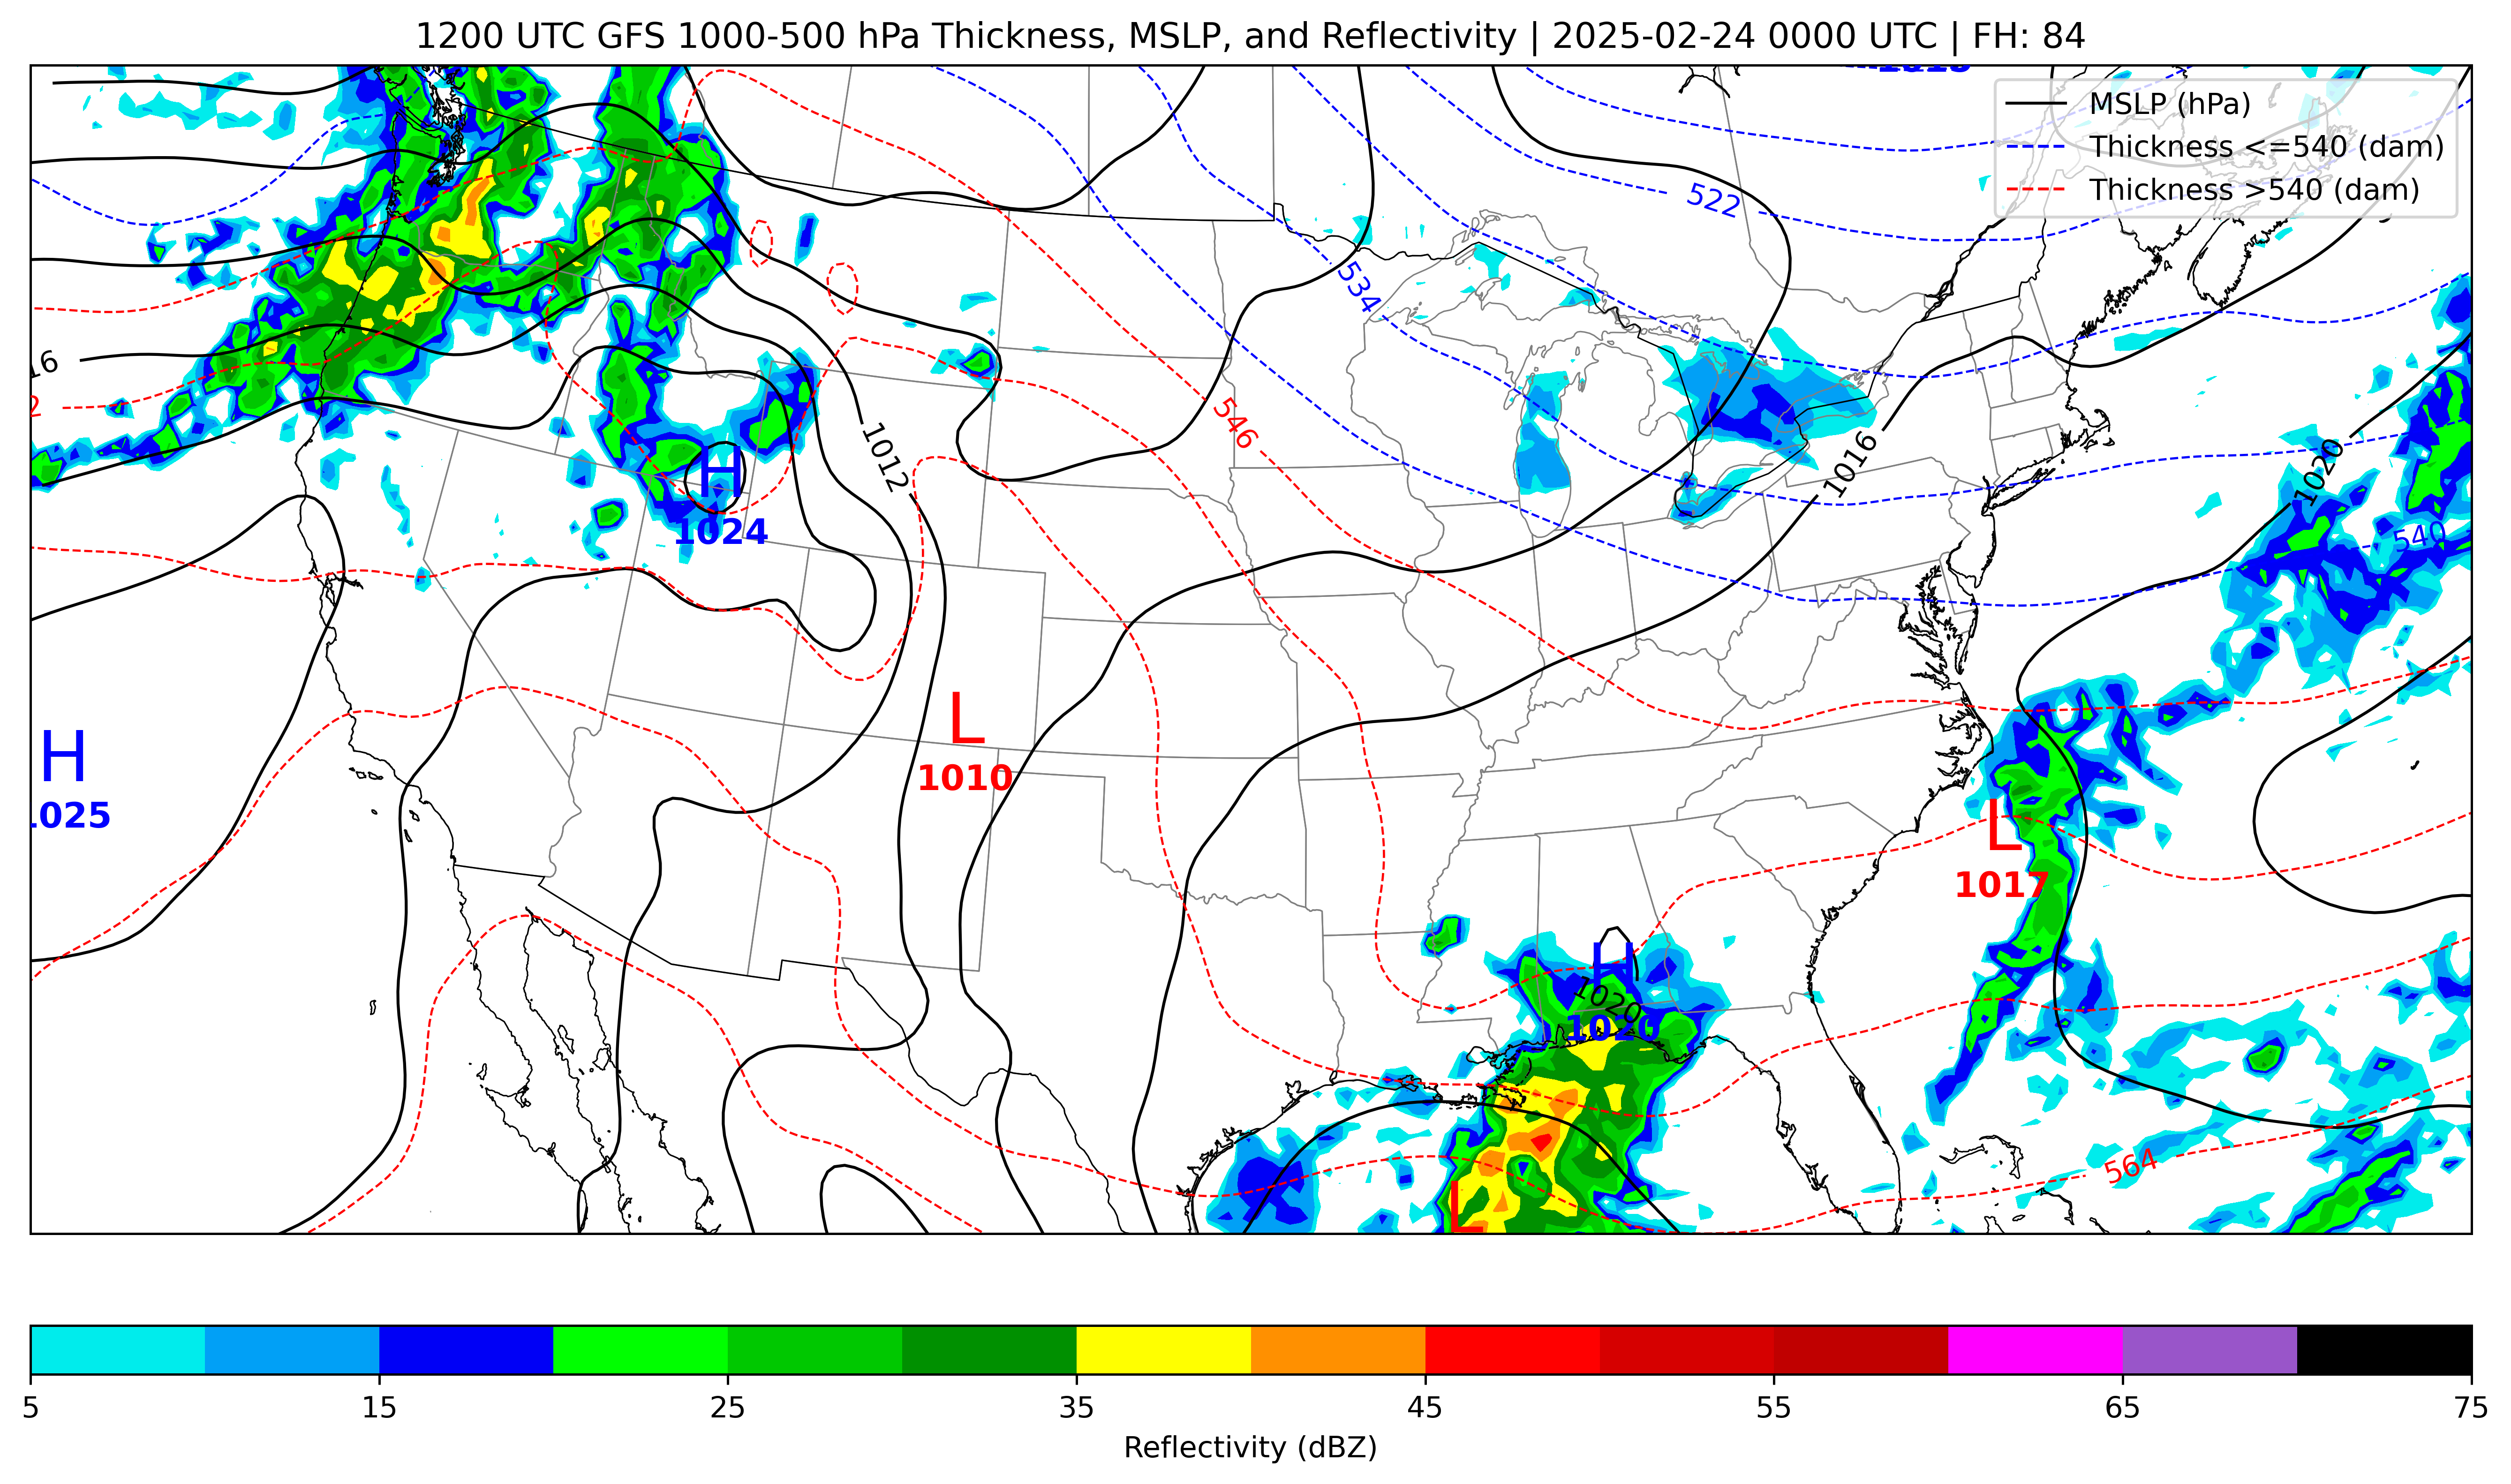 1200 UTC GFS 1000-500 hPa Thickness, MSLP, and Reflectivity | 2025-02-24 0000 UTC | FH: 84
MSLP (hPa)
Thickness <=540 (dam)
Thickness >540 (dam)
522
534
16
2
546
1012
1016
1020
540
H
1024
L
1010
H
1025
L
1017
H
1020
1020
564
L
5 15 25 35 45 55 65 75
Reflectivity (dBZ)